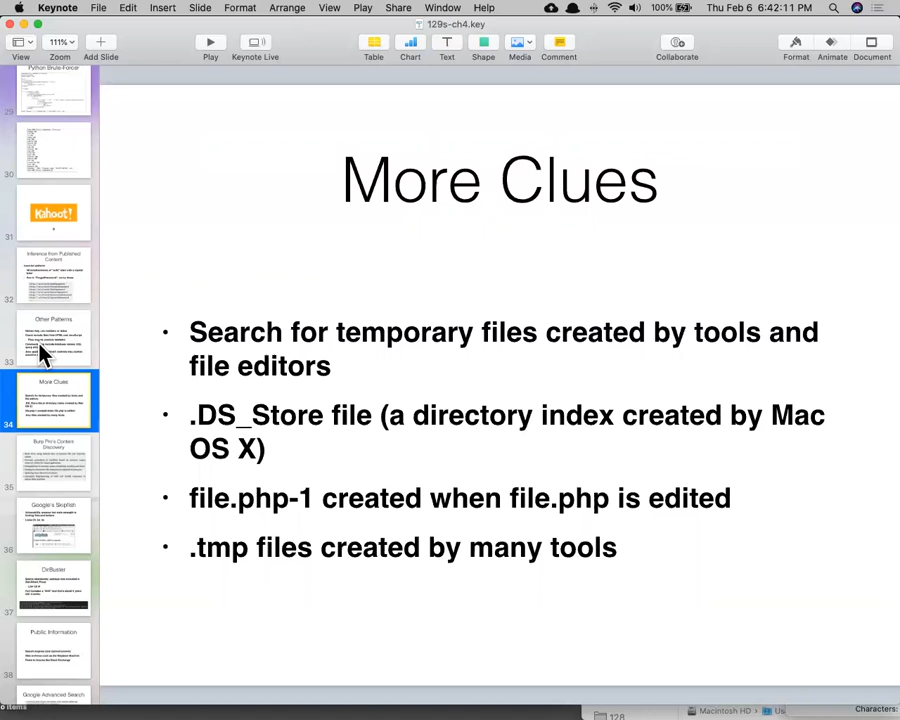 Keynote File Edit Insert Slide Format Arrange View Play Share Window Help 100% Thu Feb 6 6:42:11 PM
129s-ch4.key
111%
View Zoom Add Slide Play Keynote Live Table Chart Text Shape Media Comment Collaborate Format Animate Document
Python Brute-Forcer
29
30
Kahoot!
31
Inference from Published
Content
32
Other Patterns
33
More Clues
34
Burp Pro's Content
Discovery
35
Google's Skipfish
36
DirBuster
37
Public Information
38
Google Advanced Search
More Clues
• Search for temporary files created by tools and
file editors
• .DS_Store file (a directory index created by Mac
OS X)
• file.php-1 created when file.php is edited
• .tmp files created by many tools
128
Macintosh HD
Us
Characters: